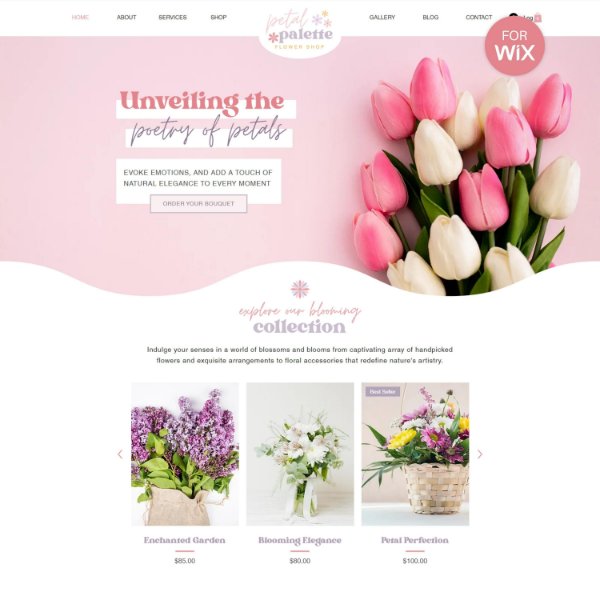 HOME
ABOUT
SERVICES
SHOP
petal
palette
FLOWER SHOP
GALLERY
BLOG
CONTACT
Log
FOR
WiX
Unveiling the
poetry of petals
EVOKE EMOTIONS, AND ADD A TOUCH OF
NATURAL ELEGANCE TO EVERY MOMENT
ORDER YOUR BOUQUET
explore our blooming
collection
Indulge your senses in a world of blossoms and blooms from captivating array of handpicked
flowers and exquisite arrangements to floral accessories that redefine nature's artistry.
Best Seller
Enchanted Garden
Blooming Elegance
Petal Perfection
$85.00
$80.00
$100.00